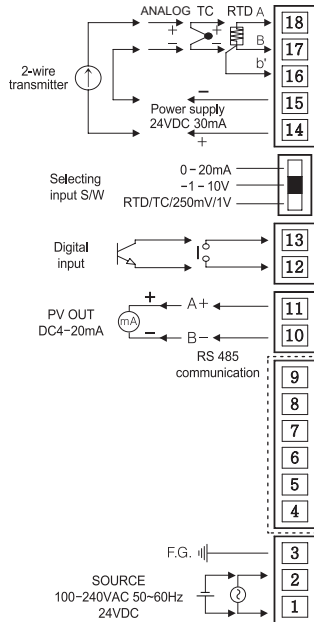 ANALOG TC RTD A 18
+ + B 17
− − b' 16
2-wire
transmitter
− 15
Power supply
24VDC 30mA
+ 14
Selecting
input S/W
0−20mA
−1−10V
RTD/TC/250mV/1V
Digital
input
13
12
PV OUT
DC4−20mA
mA
+ A+ 11
− B− 10
RS 485
communication
9
8
7
6
5
4
F.G. 3
SOURCE
100−240VAC 50~60Hz
24VDC
2
1